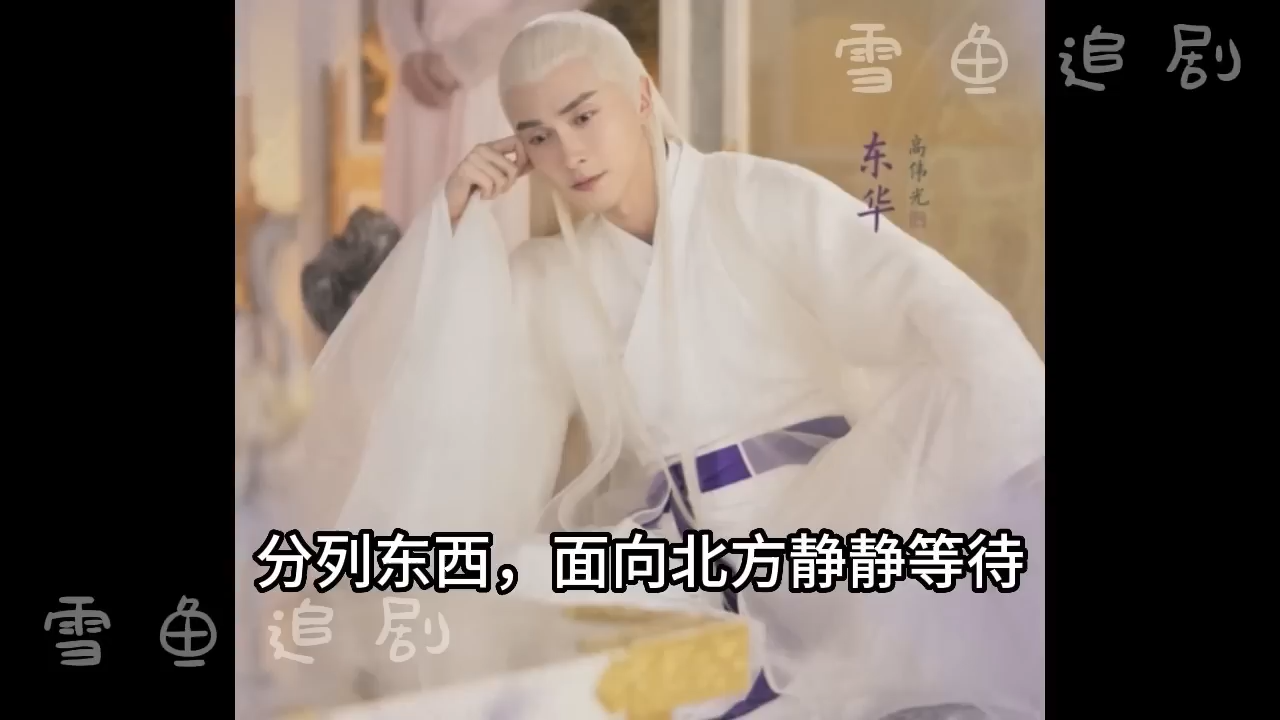 雪鱼追剧
东华
高伟光
分列东西，面向北方静静等待
雪鱼追剧